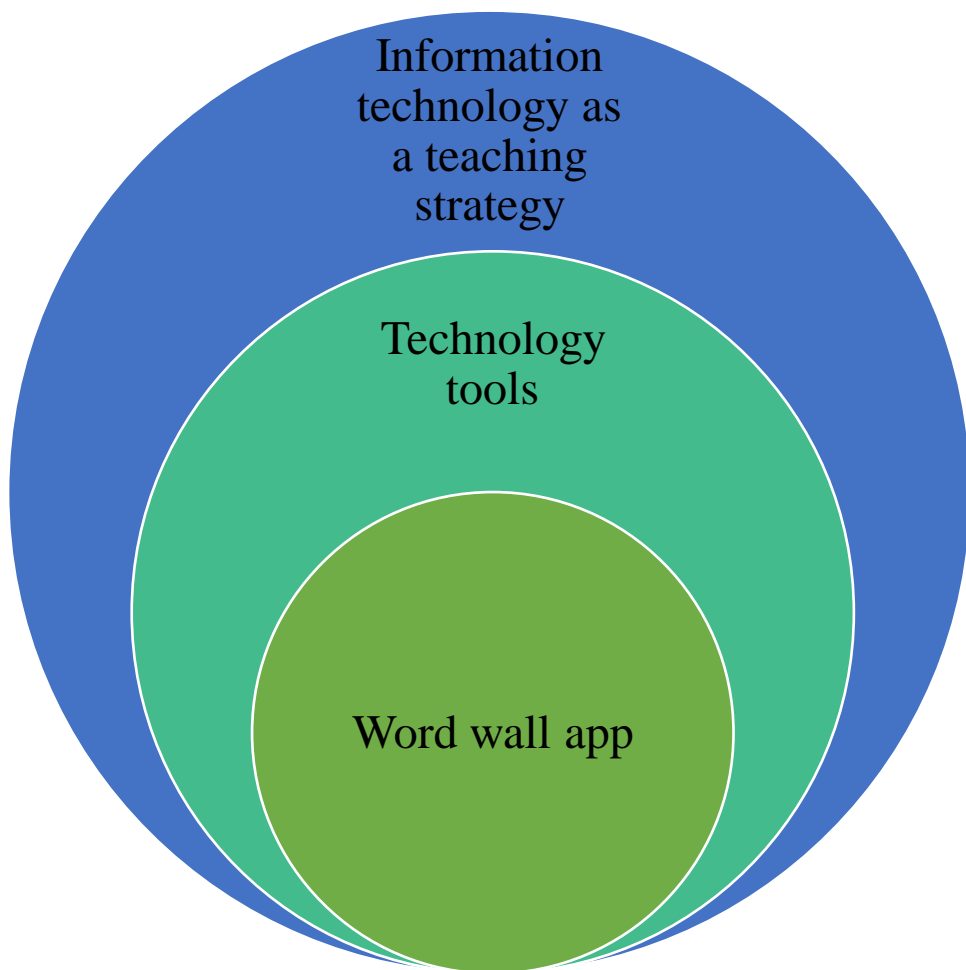 Information
technology as
a teaching
strategy
Technology
tools
Word wall app